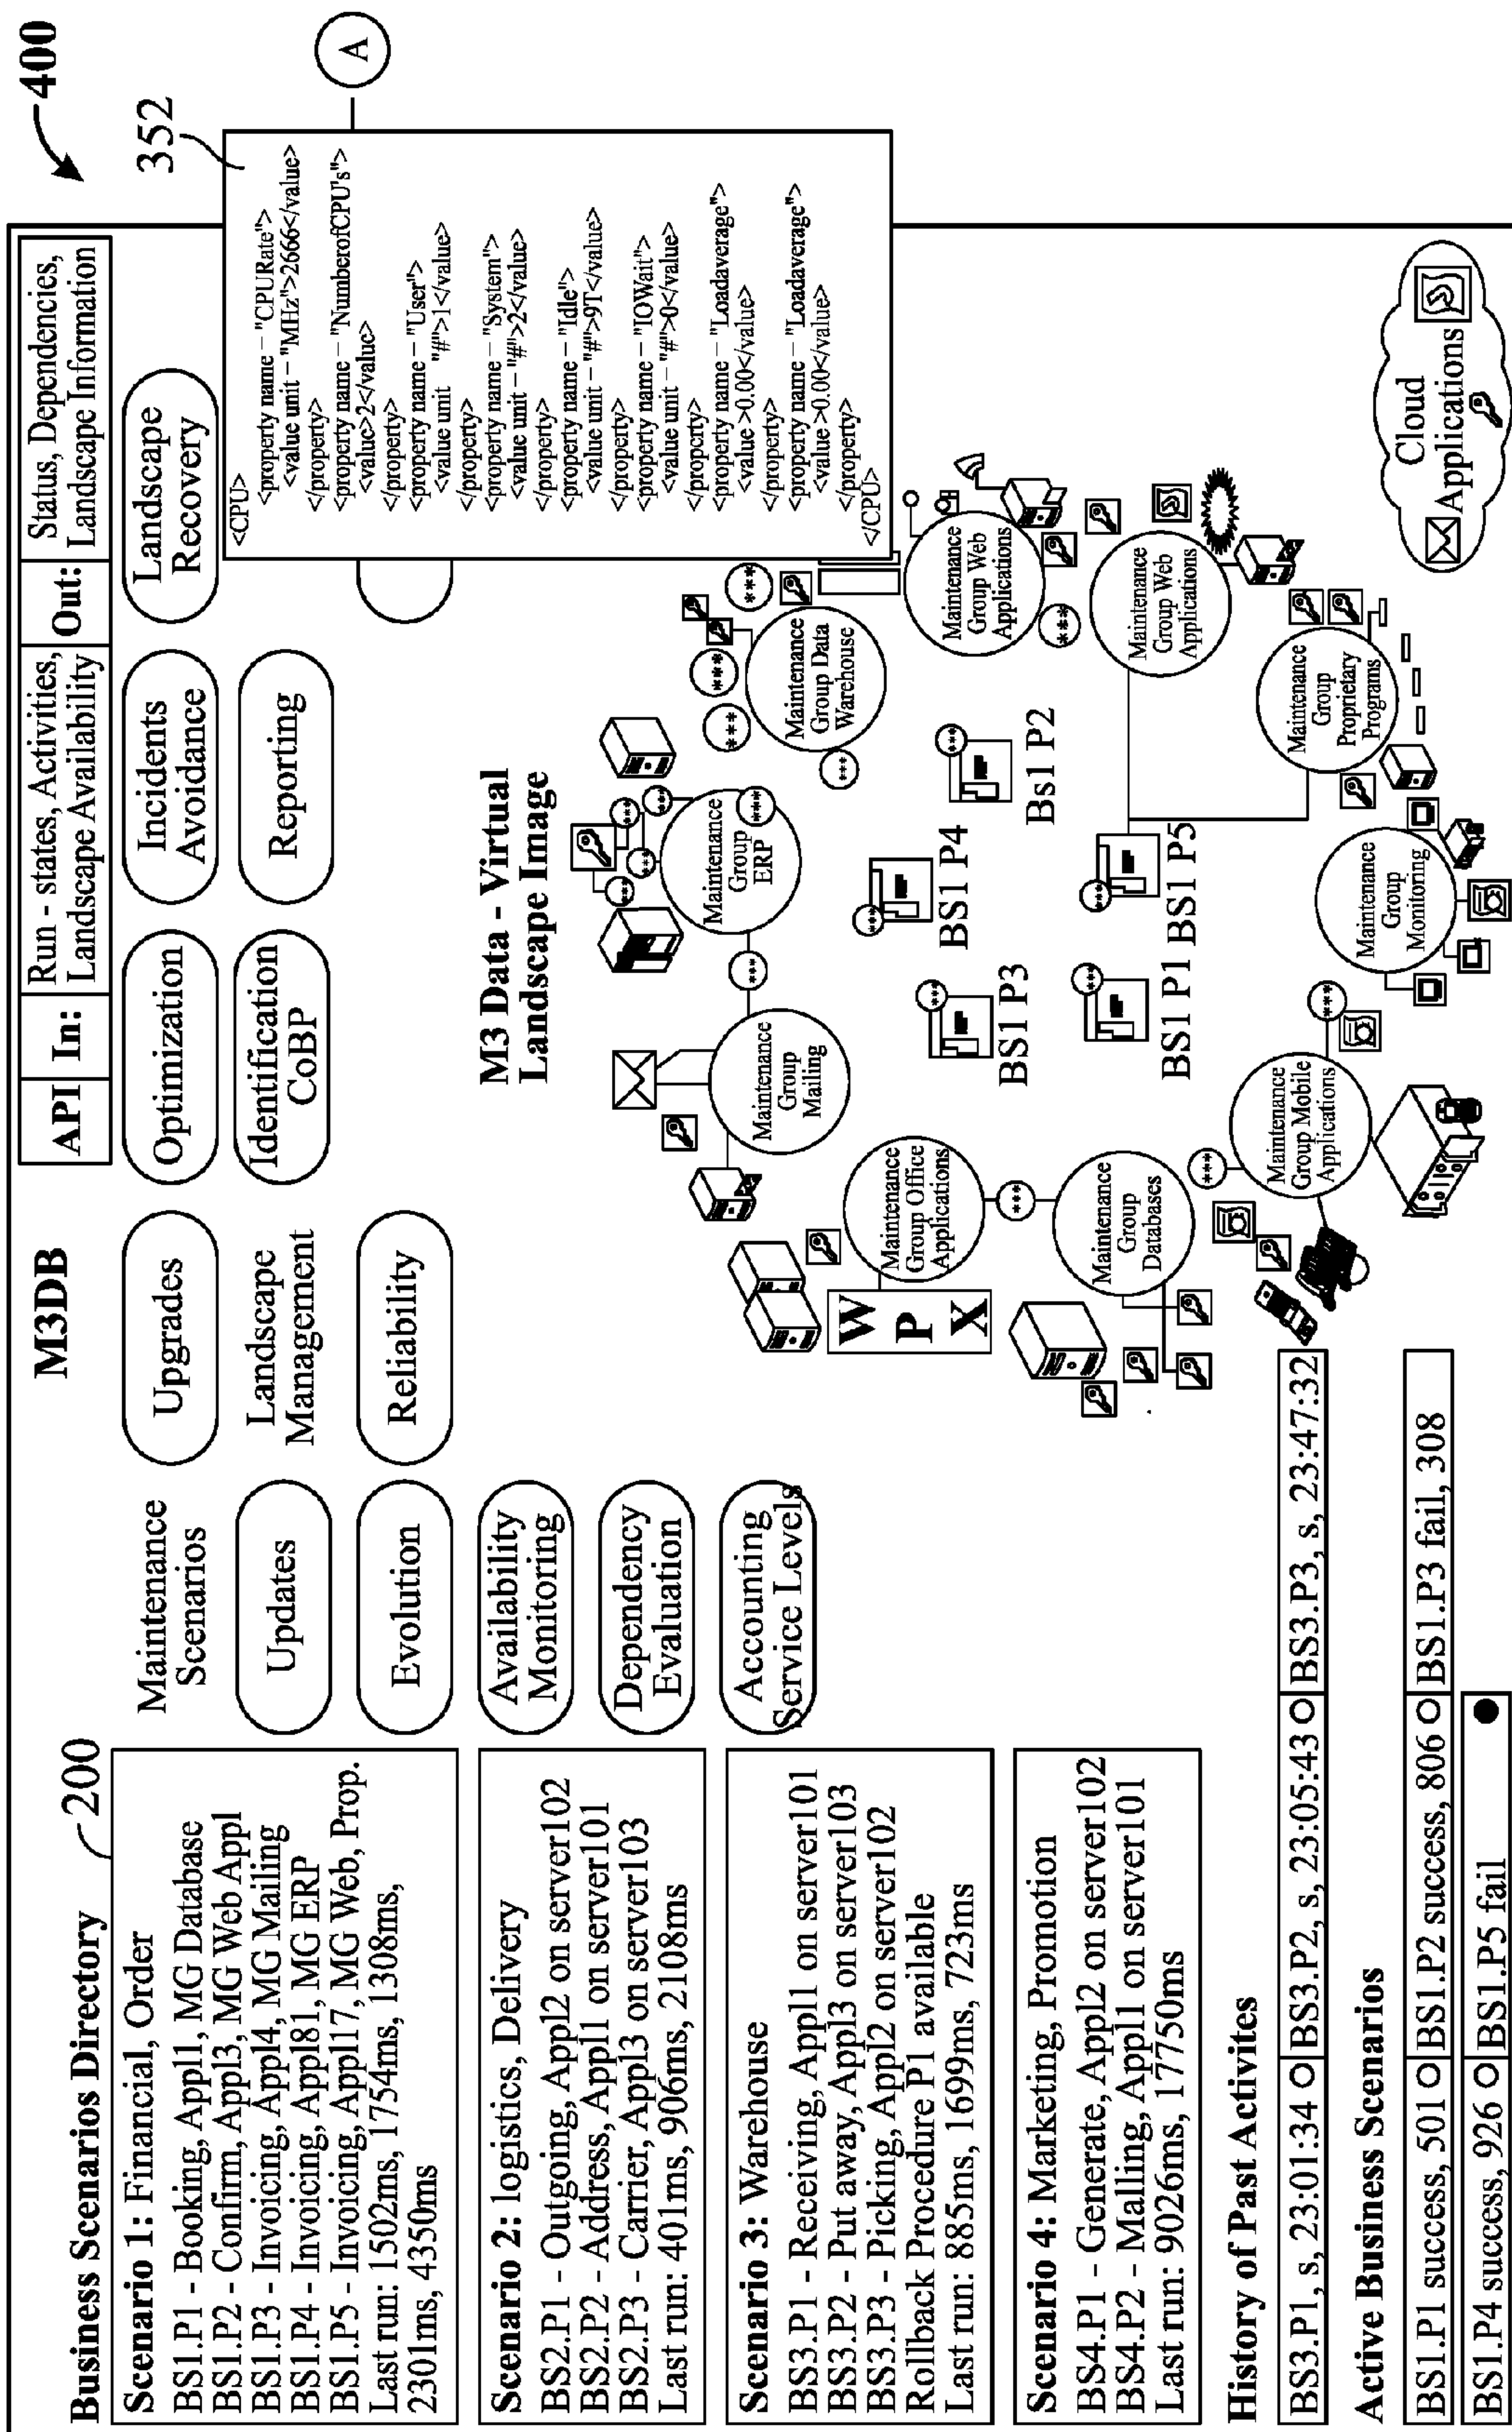 400
M3DB
API
In:
Run - states, Activities,
Landscape Availability
Out:
Status, Dependencies,
Landscape Information
Business Scenarios Directory
200
Scenario 1: Financial, Order
BS1.P1 - Booking, Appl1, MG Database
BS1.P2 - Confirm, Appl3, MG Web Appl
BS1.P3 - Invoicing, Appl4, MG Mailing
BS1.P4 - Invoicing, Appl81, MG ERP
BS1.P5 - Invoicing, Appl17, MG Web, Prop.
Last run: 1502ms, 1754ms, 1308ms,
2301ms, 4350ms
Scenario 2: logistics, Delivery
BS2.P1 - Outgoing, Appl2 on server102
BS2.P2 - Address, Appl1 on server101
BS2.P3 - Carrier, Appl3 on server103
Last run: 401ms, 906ms, 2108ms
Scenario 3: Warehouse
BS3.P1 - Receiving, Appl1 on server101
BS3.P2 - Put away, Appl3 on server103
BS3.P3 - Picking, Appl2 on server102
Rollback Procedure P1 available
Last run: 885ms, 1699ms, 723ms
Scenario 4: Marketing, Promotion
BS4.P1 - Generate, Appl2 on server102
BS4.P2 - Malling, Appl1 on server101
Last run: 9026ms, 17750ms
Maintenance
Scenarios
Upgrades
Optimization
Incidents
Avoidance
Landscape
Recovery
Updates
Landscape
Management
Identification
CoBP
Reporting
Evolution
Reliability
Availability
Monitoring
Dependency
Evaluation
Accounting
Service Levels
352
<CPU>
<property name – "CPURate">
<value unit – "MHz">2666</value>
</property>
<property name – "NumberofCPU's">
<value>2</value>
</property>
<property name – "User">
<value unit "#">1</value>
</property>
<property name – "System">
<value unit – "#">2</value>
</property>
<property name – "Idle">
<value unit – "#">9T</value>
</property>
<property name – "IOWait">
<value unit – "#">0</value>
</property>
<property name – "Loadaverage">
<value >0.00</value>
</property>
<property name – "Loadaverage">
<value >0.00</value>
</property>
</CPU>
A
M3 Data - Virtual
Landscape Image
Maintenance
Group
Mailing
***
Maintenance
Group
ERP
***
***
***
***
***
***
Maintenance
Group Data
Warehouse
***
***
***
***
Maintenance
Group Web
Applications
***
Maintenance
Group Web
Applications
Maintenance
Group
Proprietary
Programs
Maintenance
Group
Monitoring
Maintenance
Group Mobile
Applications
***
***
Maintenance
Group
Databases
***
Maintenance
Group Office
Applications
W
P
X
***
BS1 P3
***
BS1 P4
***
Bs1 P2
***
BS1 P1
***
BS1 P5
Cloud
Applications
History of Past Activites
BS3.P1, s, 23:01:34
BS3.P2, s, 23:05:43
BS3.P3, s, 23:47:32
Active Business Scenarios
BS1.P1 success, 501
BS1.P2 success, 806
BS1.P3 fail, 308
BS1.P4 success, 926
BS1.P5 fail